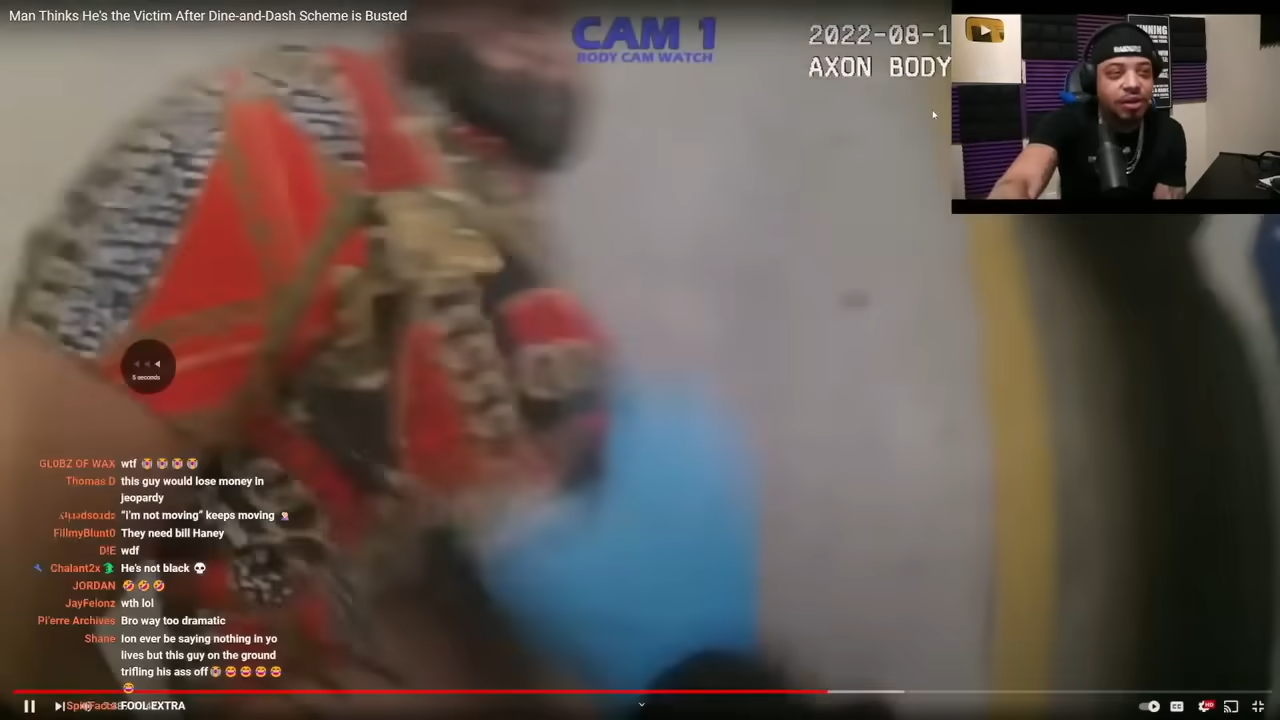 Man Thinks He's the Victim After Dine-and-Dash Scheme is Busted
CAM 1
BODY CAM WATCH
2022-08-1
AXON BODY
5 seconds
GL0BZ OF WAX wtf
Thomas D this guy would lose money in
jeopardy
“i'm not moving” keeps moving
FillmyBlunt0 They need bill Haney
D!E wdf
Chalant2x He's not black
JORDAN
JayFelonz wth lol
Pi'erre Archives Bro way too dramatic
Shane Ion ever be saying nothing in yo
lives but this guy on the ground
trifling his ass off
FOOL EXTRA
HD
CC